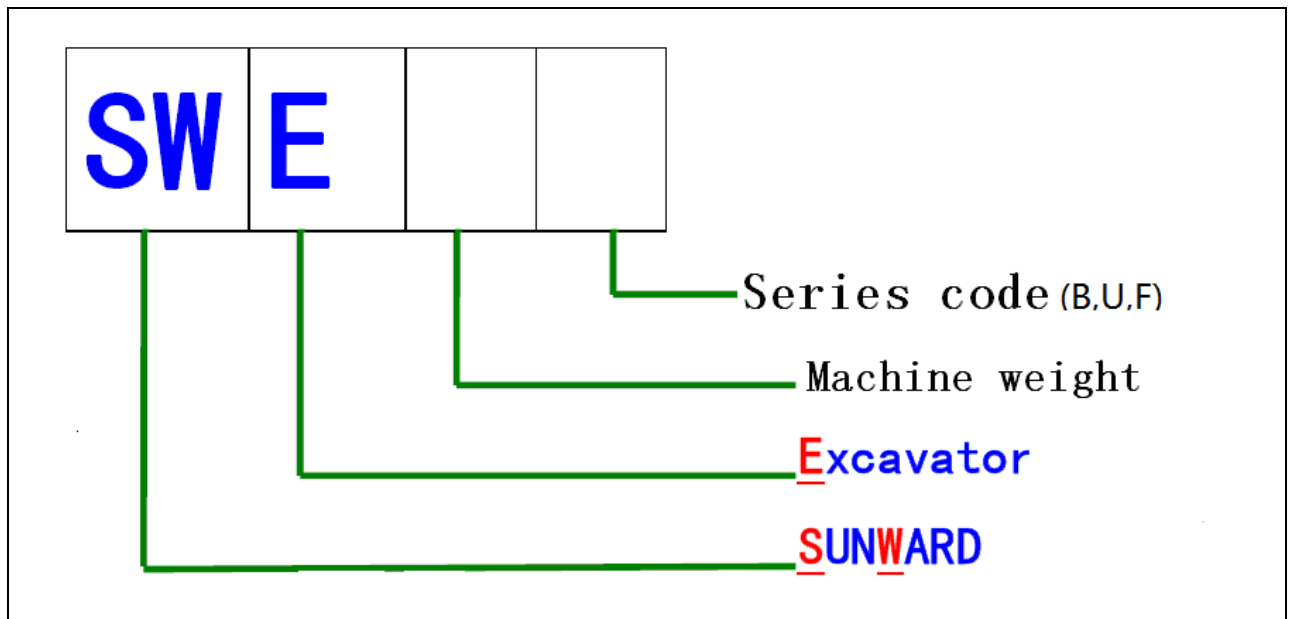 SW E
Series code (B,U,F)
Machine weight
Excavator
SUNWARD